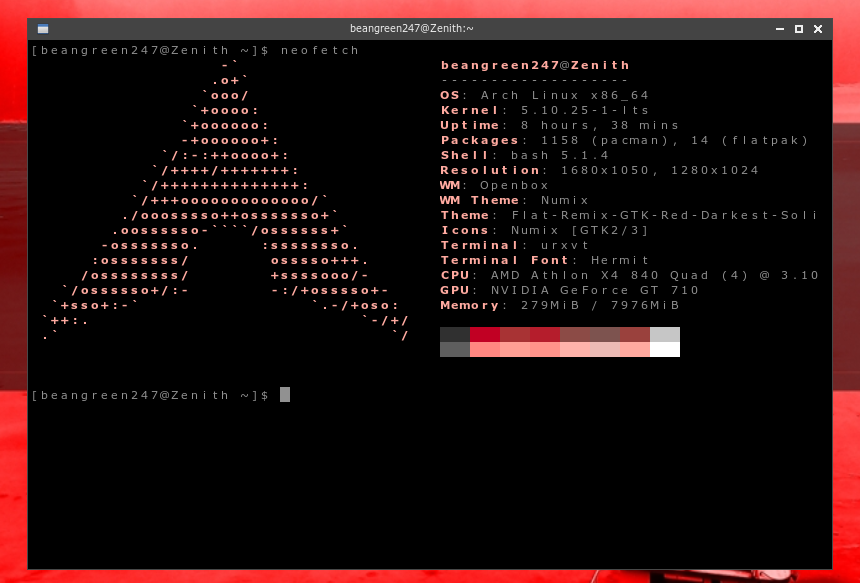 beangreen247@Zenith:~
[beangreen247@Zenith ~]$ neofetch
-`
.o+`
`ooo/
`+oooo:
`+oooooo:
-+oooooo+:
`/:-:++oooo+:
`/++++/+++++++:
`/++++++++++++++:
`/+++ooooooooooooo/`
./ooosssso++osssssso+`
.oossssso-````/ossssss+`
-osssssso.      :ssssssso.
:osssssss/        osssso+++.
/ossssssss/        +ssssooo/-
`/ossssso+/:-        -:/+osssso+-
`+sso+:-`                 `.-/+oso:
`++:.                           `-/+/
.`                                 `/
beangreen247@Zenith
-------------------
OS: Arch Linux x86_64
Kernel: 5.10.25-1-lts
Uptime: 8 hours, 38 mins
Packages: 1158 (pacman), 14 (flatpak)
Shell: bash 5.1.4
Resolution: 1680x1050, 1280x1024
WM: Openbox
WM Theme: Numix
Theme: Flat-Remix-GTK-Red-Darkest-Soli
Icons: Numix [GTK2/3]
Terminal: urxvt
Terminal Font: Hermit
CPU: AMD Athlon X4 840 Quad (4) @ 3.10
GPU: NVIDIA GeForce GT 710
Memory: 279MiB / 7976MiB
[beangreen247@Zenith ~]$